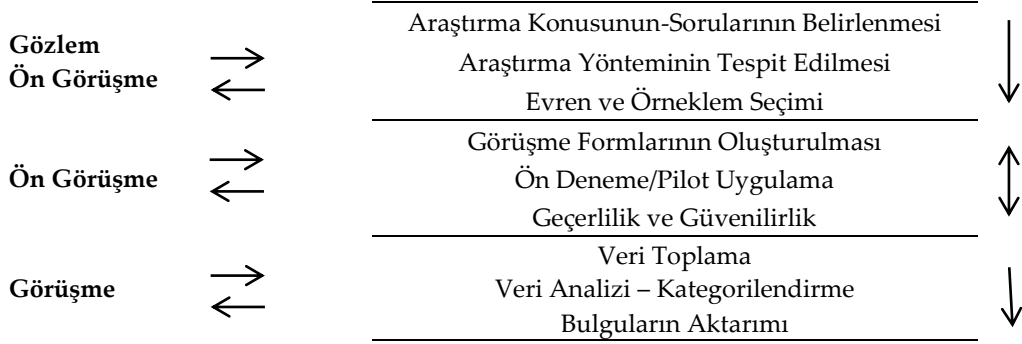 Araştırma Konusunun-Sorularının Belirlenmesi
Gözlem
Ön Görüşme
Araştırma Yönteminin Tespit Edilmesi
Evren ve Örneklem Seçimi
Görüşme Formlarının Oluşturulması
Ön Görüşme
Ön Deneme/Pilot Uygulama
Geçerlilik ve Güvenilirlik
Veri Toplama
Görüşme
Veri Analizi – Kategorilendirme
Bulguların Aktarımı